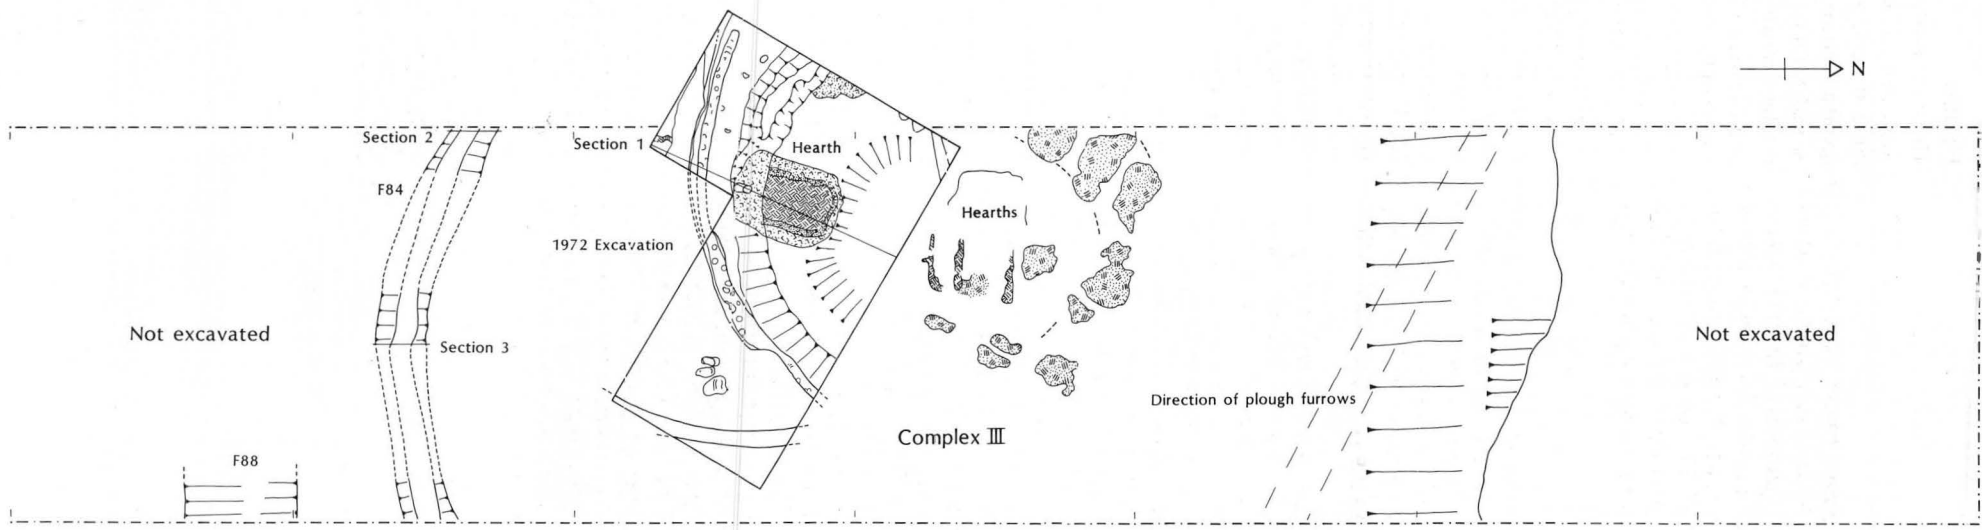 N
Section 2
Section 1
Hearth
F84
Hearths
1972 Excavation
Not excavated
Section 3
Not excavated
Direction of plough furrows
Complex III
F88